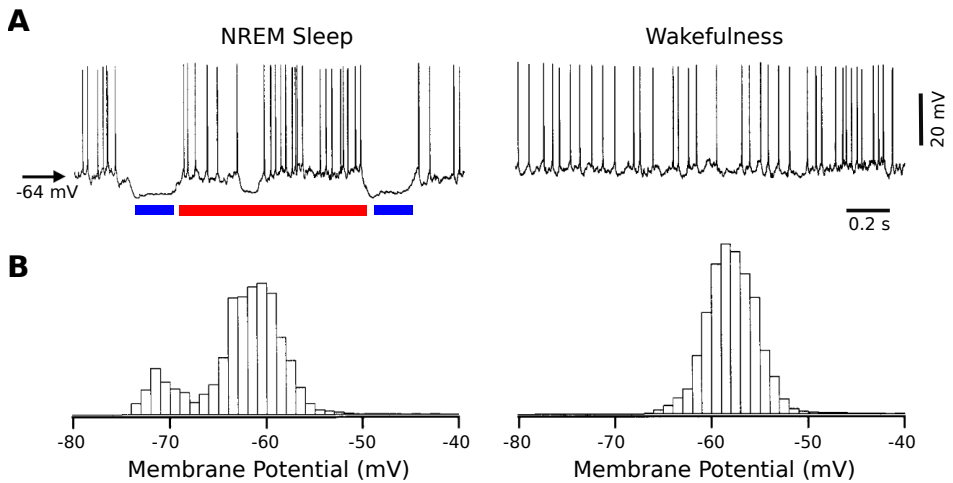 A
NREM Sleep
Wakefulness
20 mV
-64 mV
0.2 s
B
-80 -70 -60 -50 -40
Membrane Potential (mV)
-80 -70 -60 -50 -40
Membrane Potential (mV)